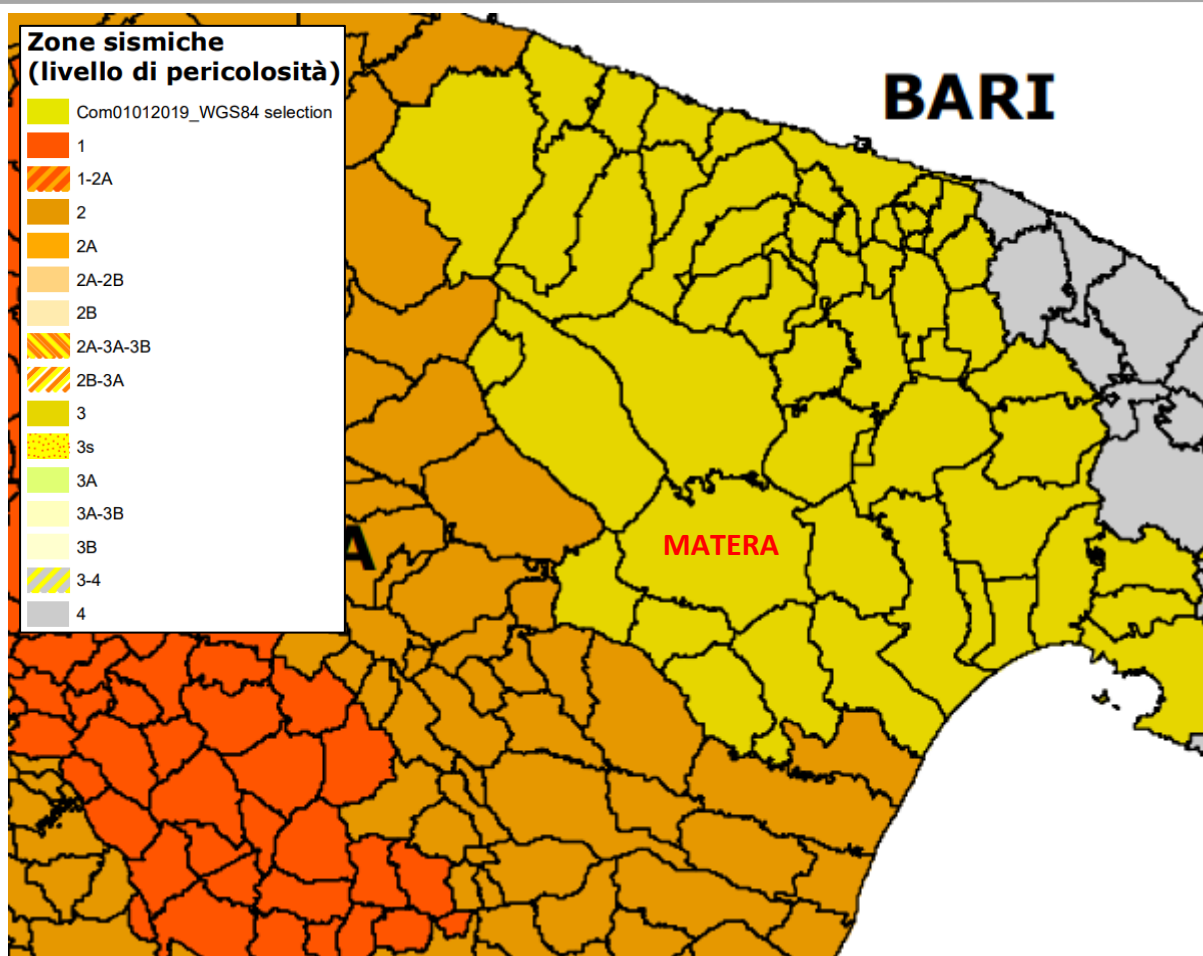 Zone sismiche
(livello di pericolosità)
Com01012019_WGS84 selection
1
1-2A
2
2A
2A-2B
2B
2A-3A-3B
2B-3A
3
3s
3A
3A-3B
3B
3-4
4
BARI
A
MATERA